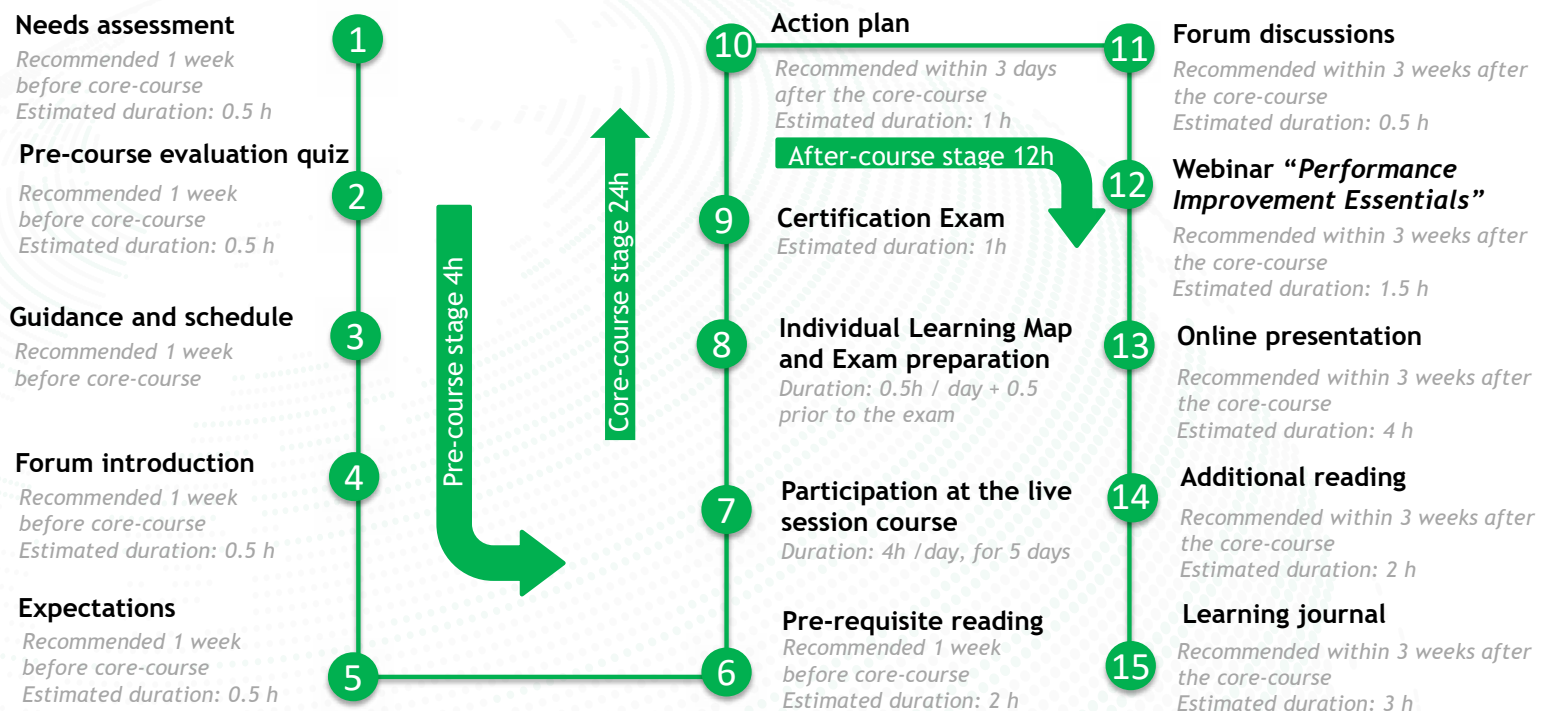 1
Needs assessment
Recommended 1 week
before core-course
Estimated duration: 0.5 h
2
Pre-course evaluation quiz
Recommended 1 week
before core-course
Estimated duration: 0.5 h
3
Guidance and schedule
Recommended 1 week
before core-course
4
Forum introduction
Recommended 1 week
before core-course
Estimated duration: 0.5 h
5
Expectations
Recommended 1 week
before core-course
Estimated duration: 0.5 h
Pre-course stage 4h
6
Pre-requisite reading
Recommended 1 week
before core-course
Estimated duration: 2 h
7
Participation at the live
session course
Duration: 4h /day, for 5 days
8
Individual Learning Map
and Exam preparation
Duration: 0.5h / day + 0.5
prior to the exam
9
Certification Exam
Estimated duration: 1h
Core-course stage 24h
10
Action plan
Recommended within 3 days
after the core-course
Estimated duration: 1 h
After-course stage 12h
11
Forum discussions
Recommended within 3 weeks after
the core-course
Estimated duration: 0.5 h
12
Webinar “Performance
Improvement Essentials”
Recommended within 3 weeks after
the core-course
Estimated duration: 1.5 h
13
Online presentation
Recommended within 3 weeks after
the core-course
Estimated duration: 4 h
14
Additional reading
Recommended within 3 weeks after
the core-course
Estimated duration: 2 h
15
Learning journal
Recommended within 3 weeks after
the core-course
Estimated duration: 3 h